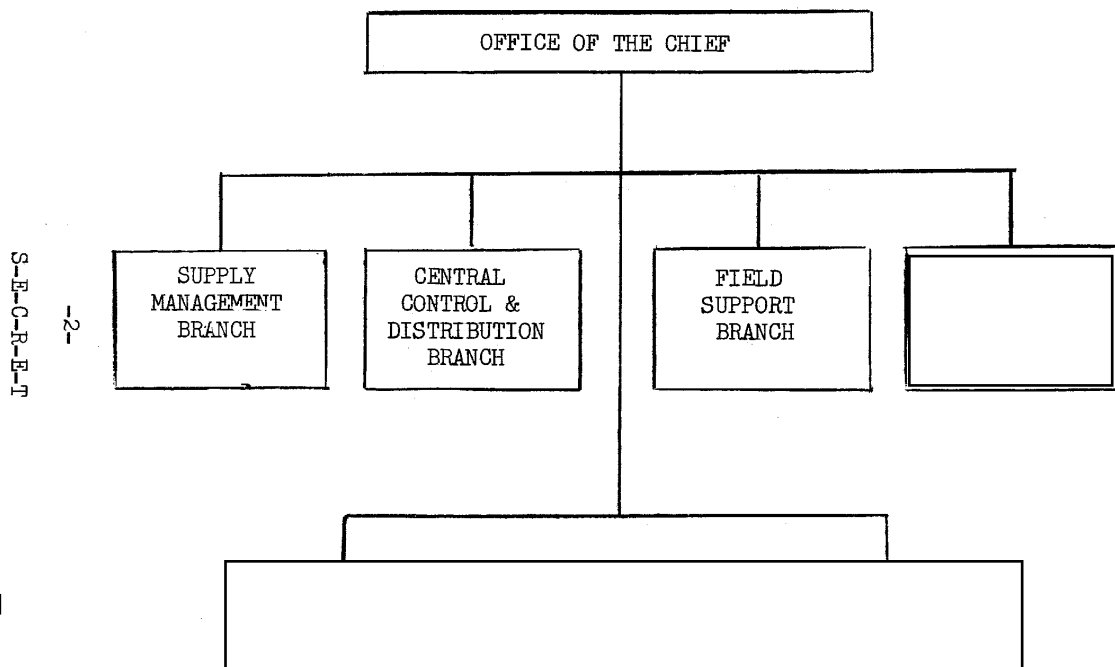 OFFICE OF THE CHIEF
SUPPLY
MANAGEMENT
BRANCH
CENTRAL
CONTROL &
DISTRIBUTION
BRANCH
FIELD
SUPPORT
BRANCH
-2-
S-E-C-R-E-T